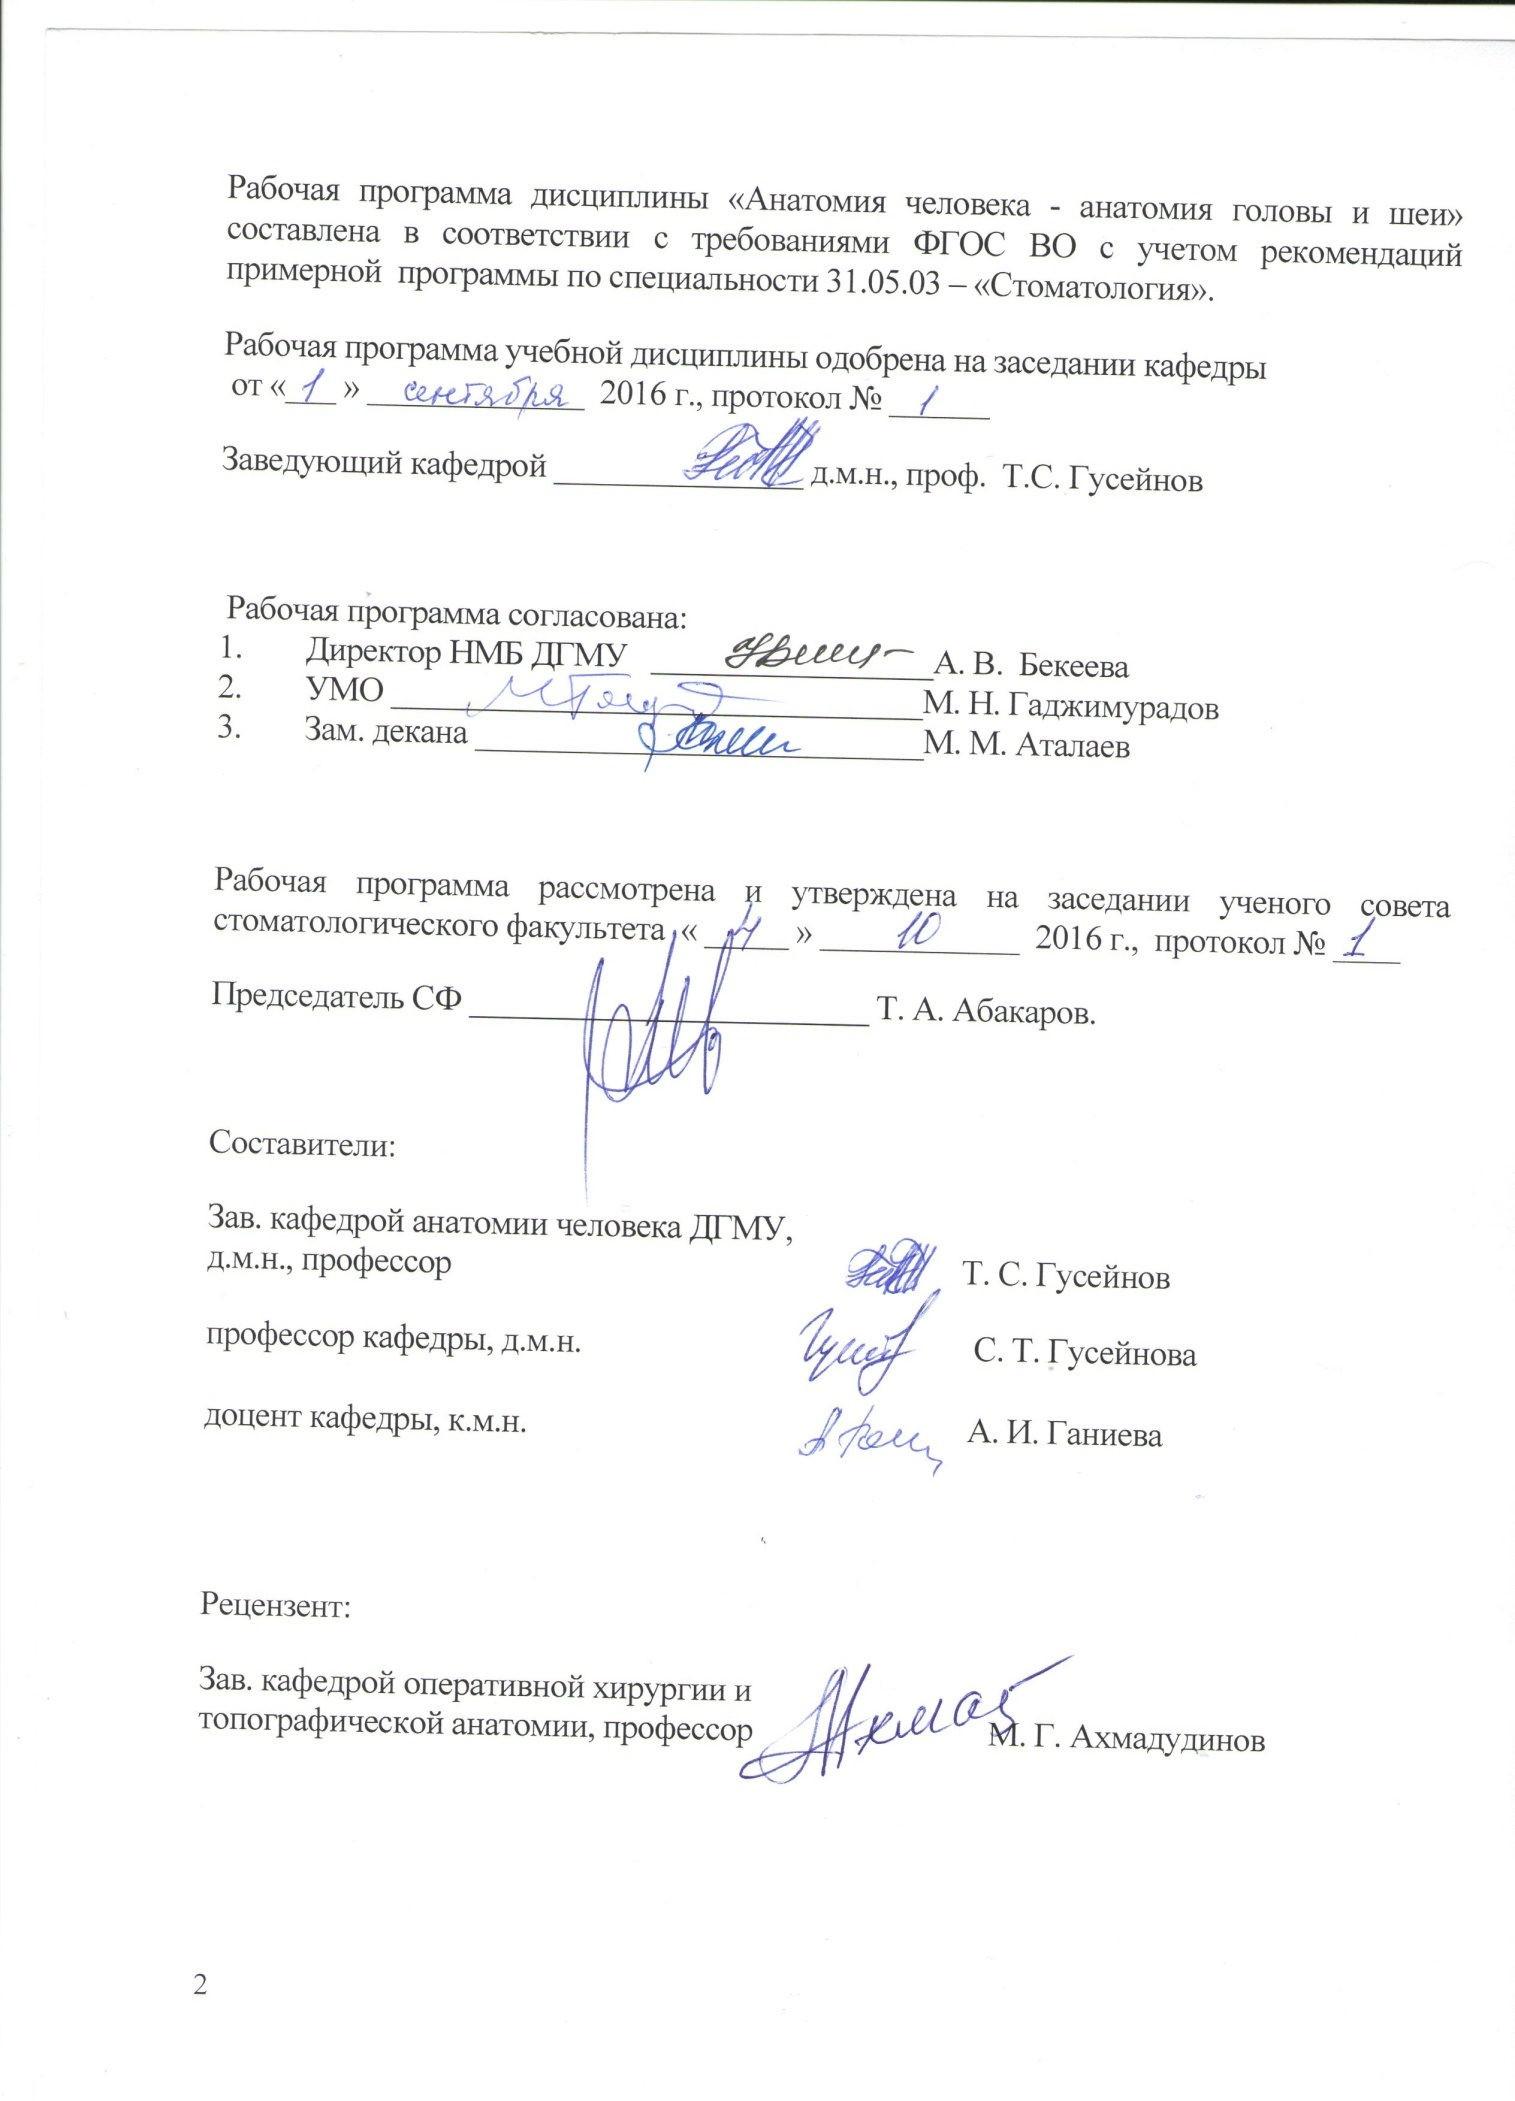 Рабочая программа дисциплины «Анатомия человека - анатомия головы и шеи»
составлена в соответствии с требованиями ФГОС ВО с учетом рекомендаций
примерной программы по специальности 31.05.03 – «Стоматология».
Рабочая программа учебной дисциплины одобрена на заседании кафедры
от «1» сентября 2016 г., протокол № 1
Заведующий кафедрой д.м.н., проф. Т.С. Гусейнов
Рабочая программа согласована:
1. Директор НМБ ДГМУ А. В. Бекеева
2. УМО М. Н. Гаджимурадов
3. Зам. декана М. М. Аталаев
Рабочая программа рассмотрена и утверждена на заседании ученого совета
стоматологического факультета « » 10 2016 г., протокол № 1
Председатель СФ Т. А. Абакаров.
Составители:
Зав. кафедрой анатомии человека ДГМУ,
д.м.н., профессор Т. С. Гусейнов
профессор кафедры, д.м.н. С. Т. Гусейнова
доцент кафедры, к.м.н. А. И. Ганиева
Рецензент:
Зав. кафедрой оперативной хирургии и
топографической анатомии, профессор М. Г. Ахмадудинов
2